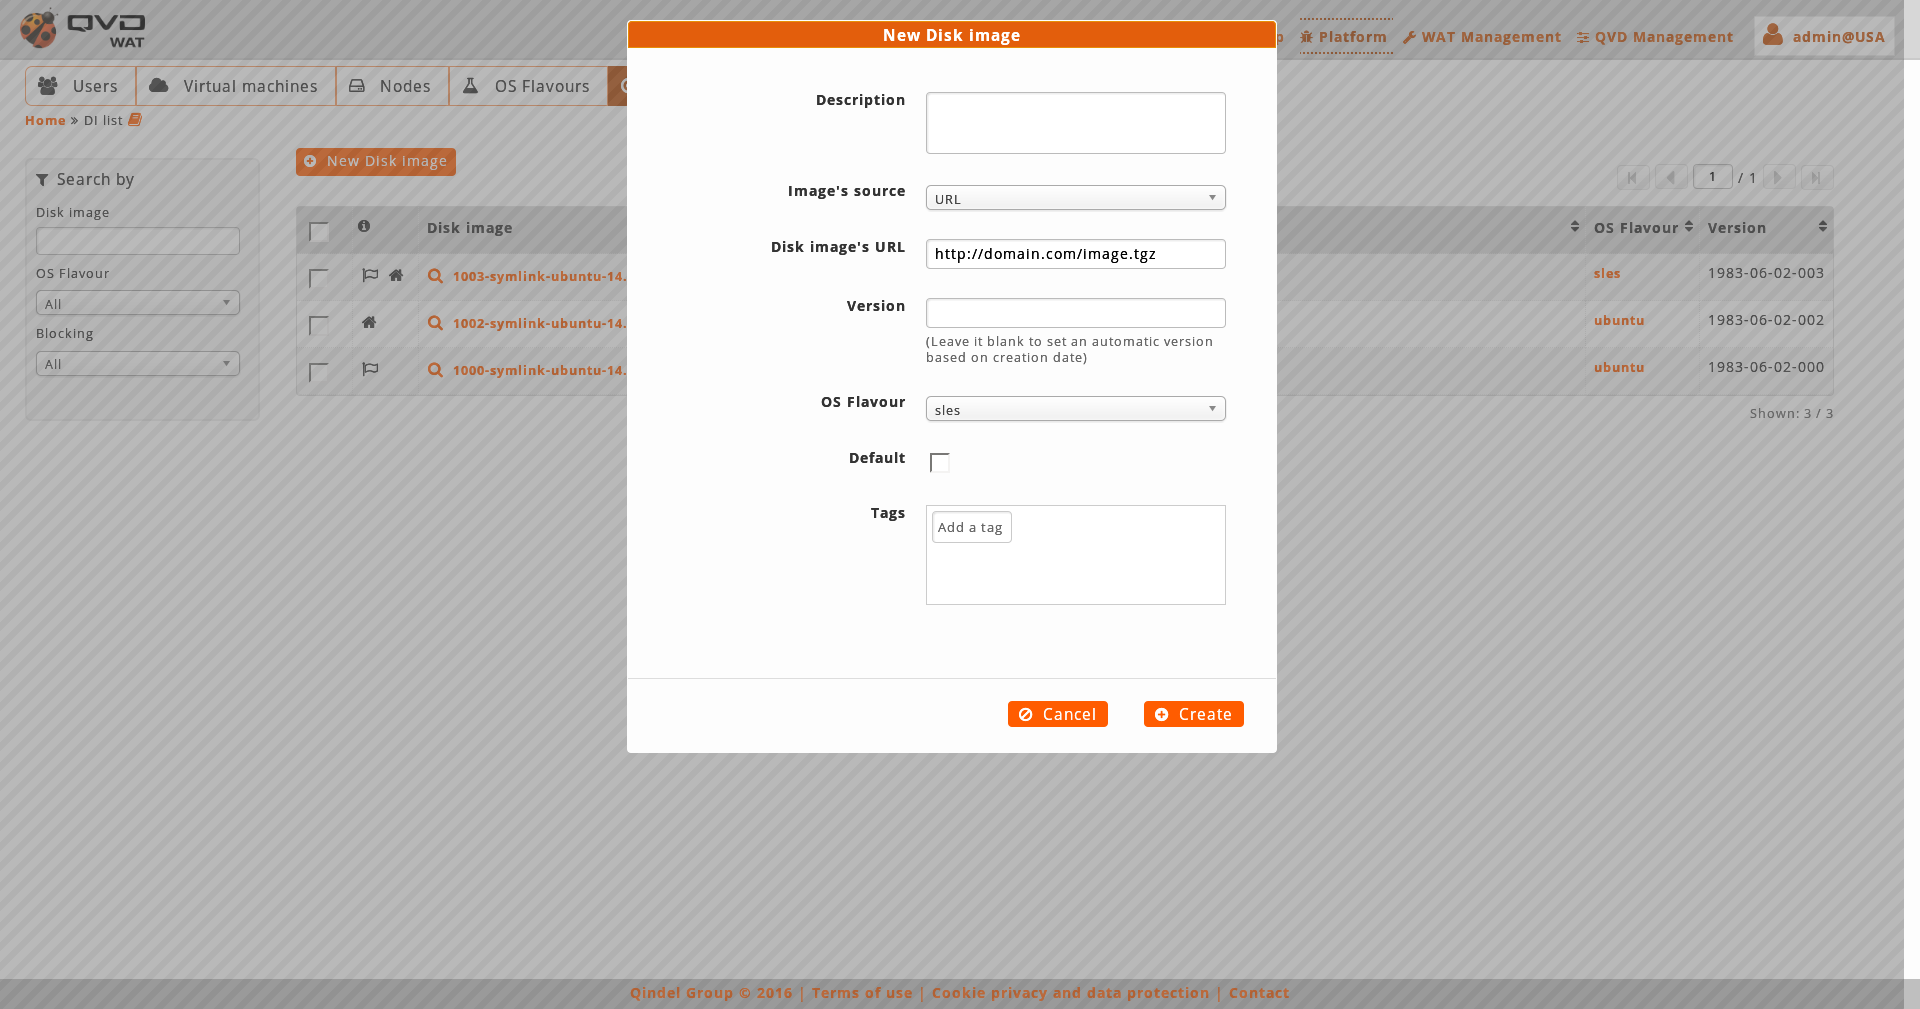 QVD
WAT
New Disk image
Platform
WAT Management
QVD Management
admin@USA
Users
Virtual machines
Nodes
OS Flavours
Home » DI list
Search by
Disk image
OS Flavour
All
Blocking
All
New Disk image
1 / 1
Disk image
OS Flavour
Version
1003-symlink-ubuntu-14.
sles
1983-06-02-003
1002-symlink-ubuntu-14.
ubuntu
1983-06-02-002
1000-symlink-ubuntu-14.
ubuntu
1983-06-02-000
Shown: 3 / 3
Description
Image's source
URL
Disk image's URL
http://domain.com/image.tgz
Version
(Leave it blank to set an automatic version
based on creation date)
OS Flavour
sles
Default
Tags
Add a tag
Cancel
Create
Qindel Group © 2016 | Terms of use | Cookie privacy and data protection | Contact